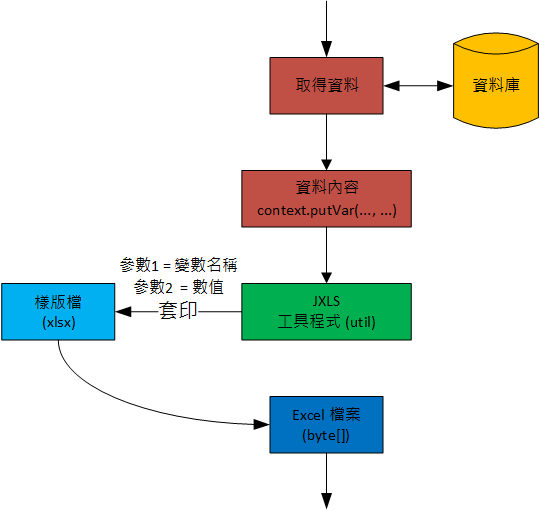 取得資料
資料庫
資料內容
context.putVar(..., ...)
參數1 = 變數名稱
參數2 = 數值
套印
樣版檔
(xlsx)
JXLS
工具程式 (util)
Excel 檔案
(byte[])